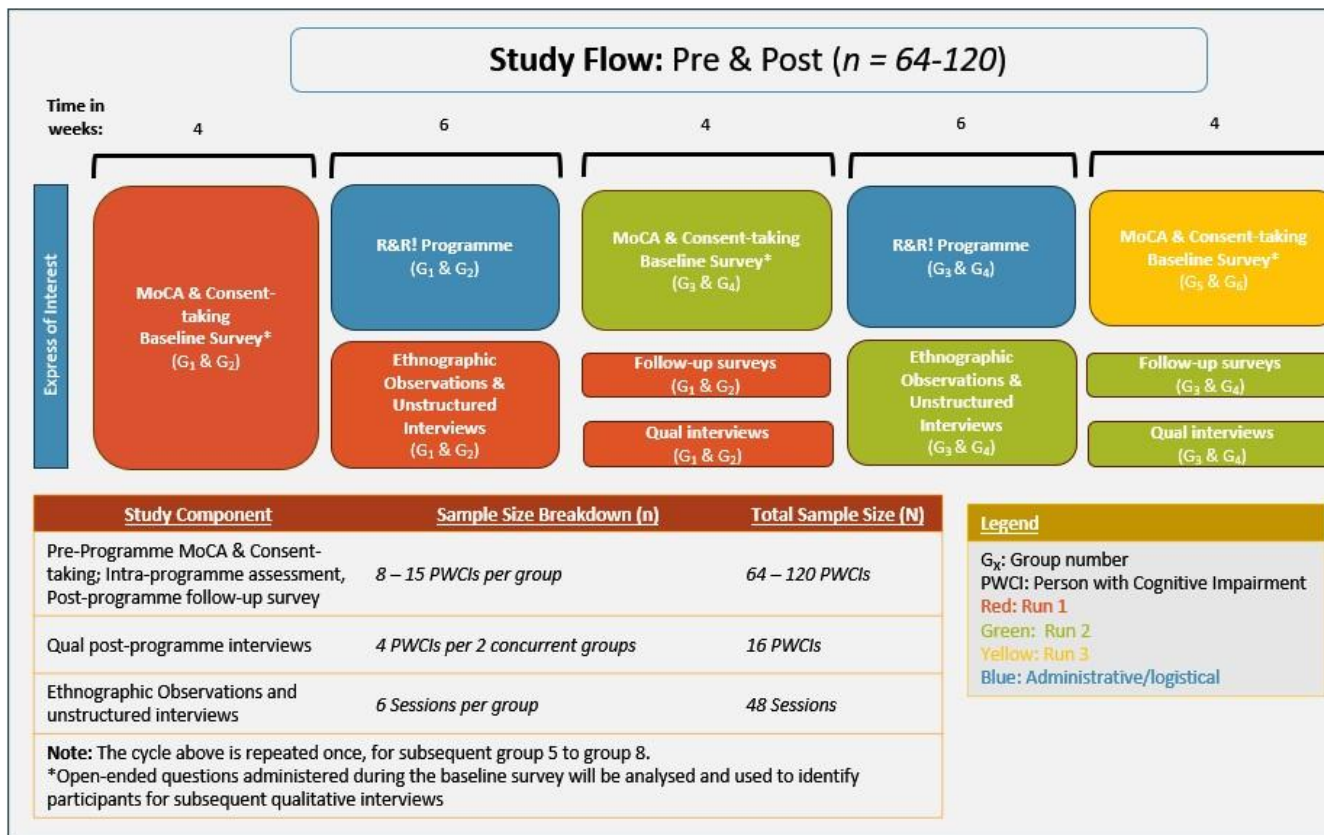 Study Flow: Pre & Post (n = 64-120)
Time in
weeks:
4
6
4
6
4
Express of Interest
MoCA & Consent-
taking
Baseline Survey*
(G₁ & G₂)
R&R! Programme
(G₁ & G₂)
Ethnographic
Observations &
Unstructured
Interviews
(G₁ & G₂)
MoCA & Consent-taking
Baseline Survey*
(G₃ & G₄)
Follow-up surveys
(G₁ & G₂)
Qual interviews
(G₁ & G₂)
R&R! Programme
(G₃ & G₄)
Ethnographic
Observations &
Unstructured
Interviews
(G₃ & G₄)
MoCA & Consent-taking
Baseline Survey*
(G₅ & G₆)
Follow-up surveys
(G₃ & G₄)
Qual interviews
(G₃ & G₄)
Study Component Sample Size Breakdown (n) Total Sample Size (N)
Pre-Programme MoCA & Consent-
taking; Intra-programme assessment,
Post-programme follow-up survey
8 – 15 PWCIs per group
64 – 120 PWCIs
Qual post-programme interviews
4 PWCIs per 2 concurrent groups
16 PWCIs
Ethnographic Observations and
unstructured interviews
6 Sessions per group
48 Sessions
Note: The cycle above is repeated once, for subsequent group 5 to group 8.
*Open-ended questions administered during the baseline survey will be analysed and used to identify
participants for subsequent qualitative interviews
Legend
Gₓ: Group number
PWCI: Person with Cognitive Impairment
Red: Run 1
Green: Run 2
Yellow: Run 3
Blue: Administrative/logistical